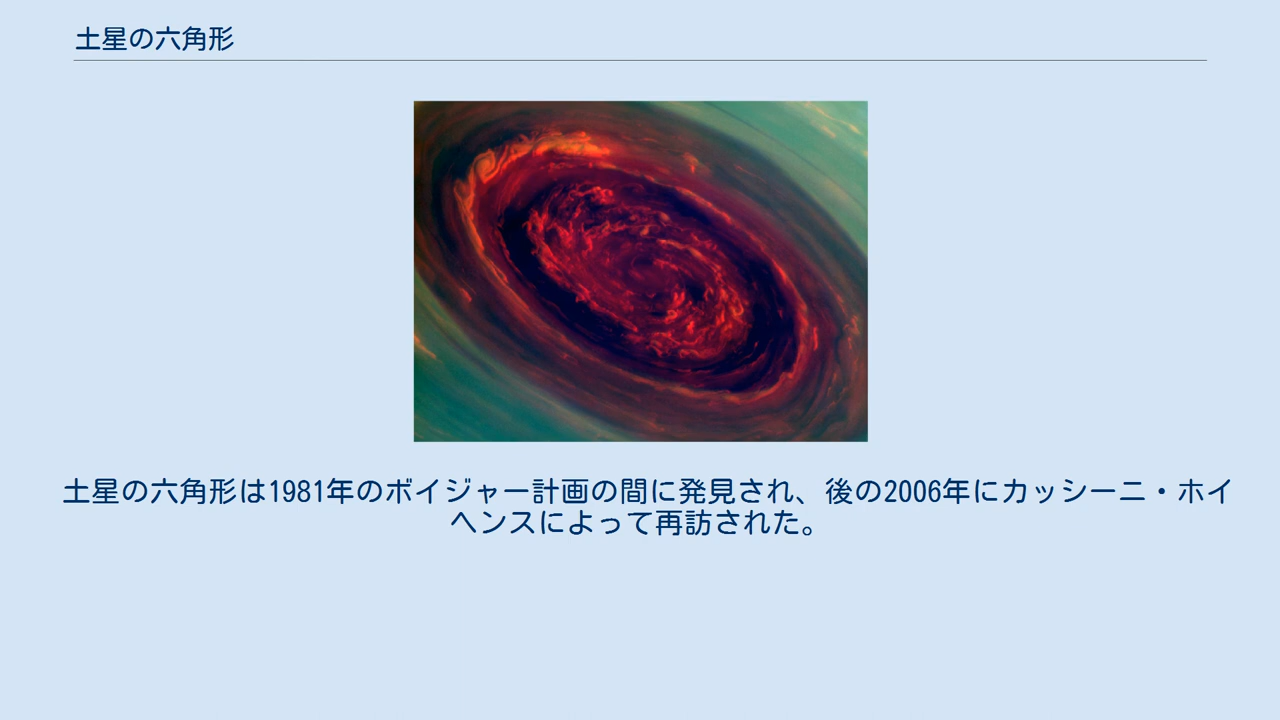 土星の六角形
土星の六角形は1981年のボイジャー計画の間に発見され、後の2006年にカッシーニ・ホイ
ヘンスによって再訪された。